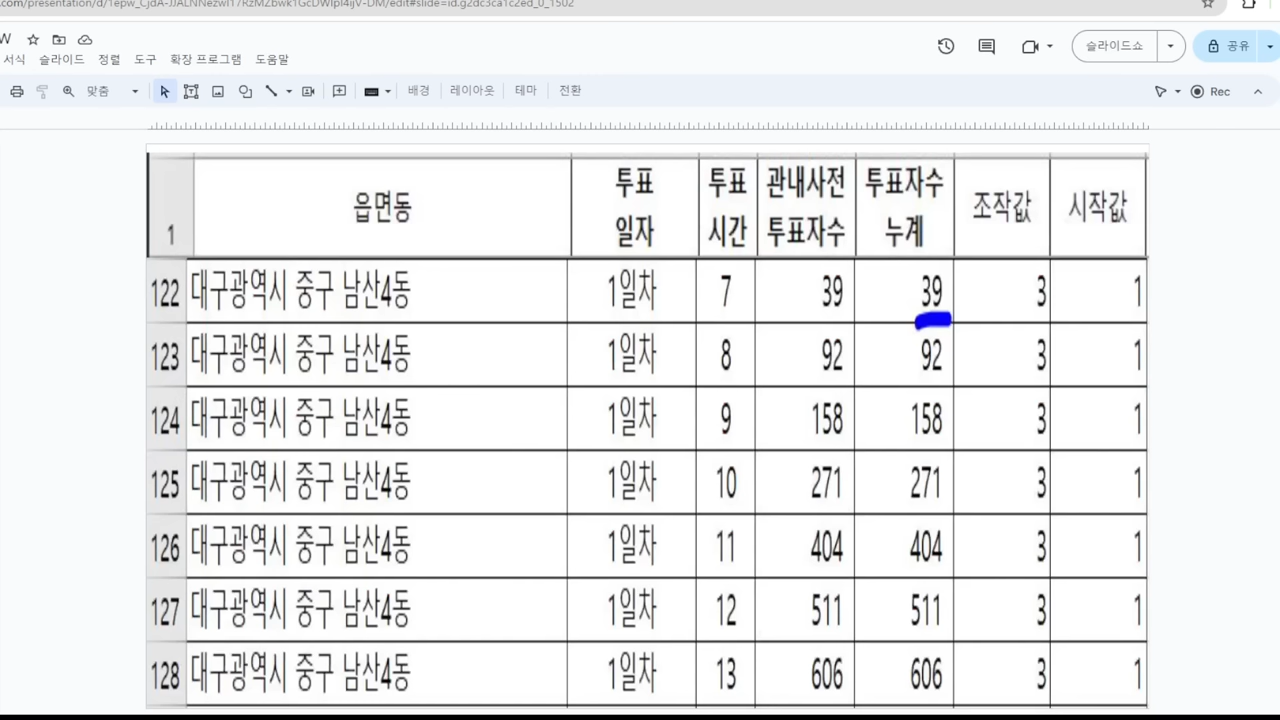 W
서식 슬라이드 정렬 도구 확장 프로그램 도움말
슬라이드쇼
공유
맞춤 배경 레이아웃 테마 전환 Rec
1 읍면동 투표 일자 투표 시간 관내사전 투표자수 투표자수 누계 조작값 시작값
122 대구광역시 중구 남산4동 1일차 7 39 39 3 1
123 대구광역시 중구 남산4동 1일차 8 92 92 3 1
124 대구광역시 중구 남산4동 1일차 9 158 158 3 1
125 대구광역시 중구 남산4동 1일차 10 271 271 3 1
126 대구광역시 중구 남산4동 1일차 11 404 404 3 1
127 대구광역시 중구 남산4동 1일차 12 511 511 3 1
128 대구광역시 중구 남산4동 1일차 13 606 606 3 1